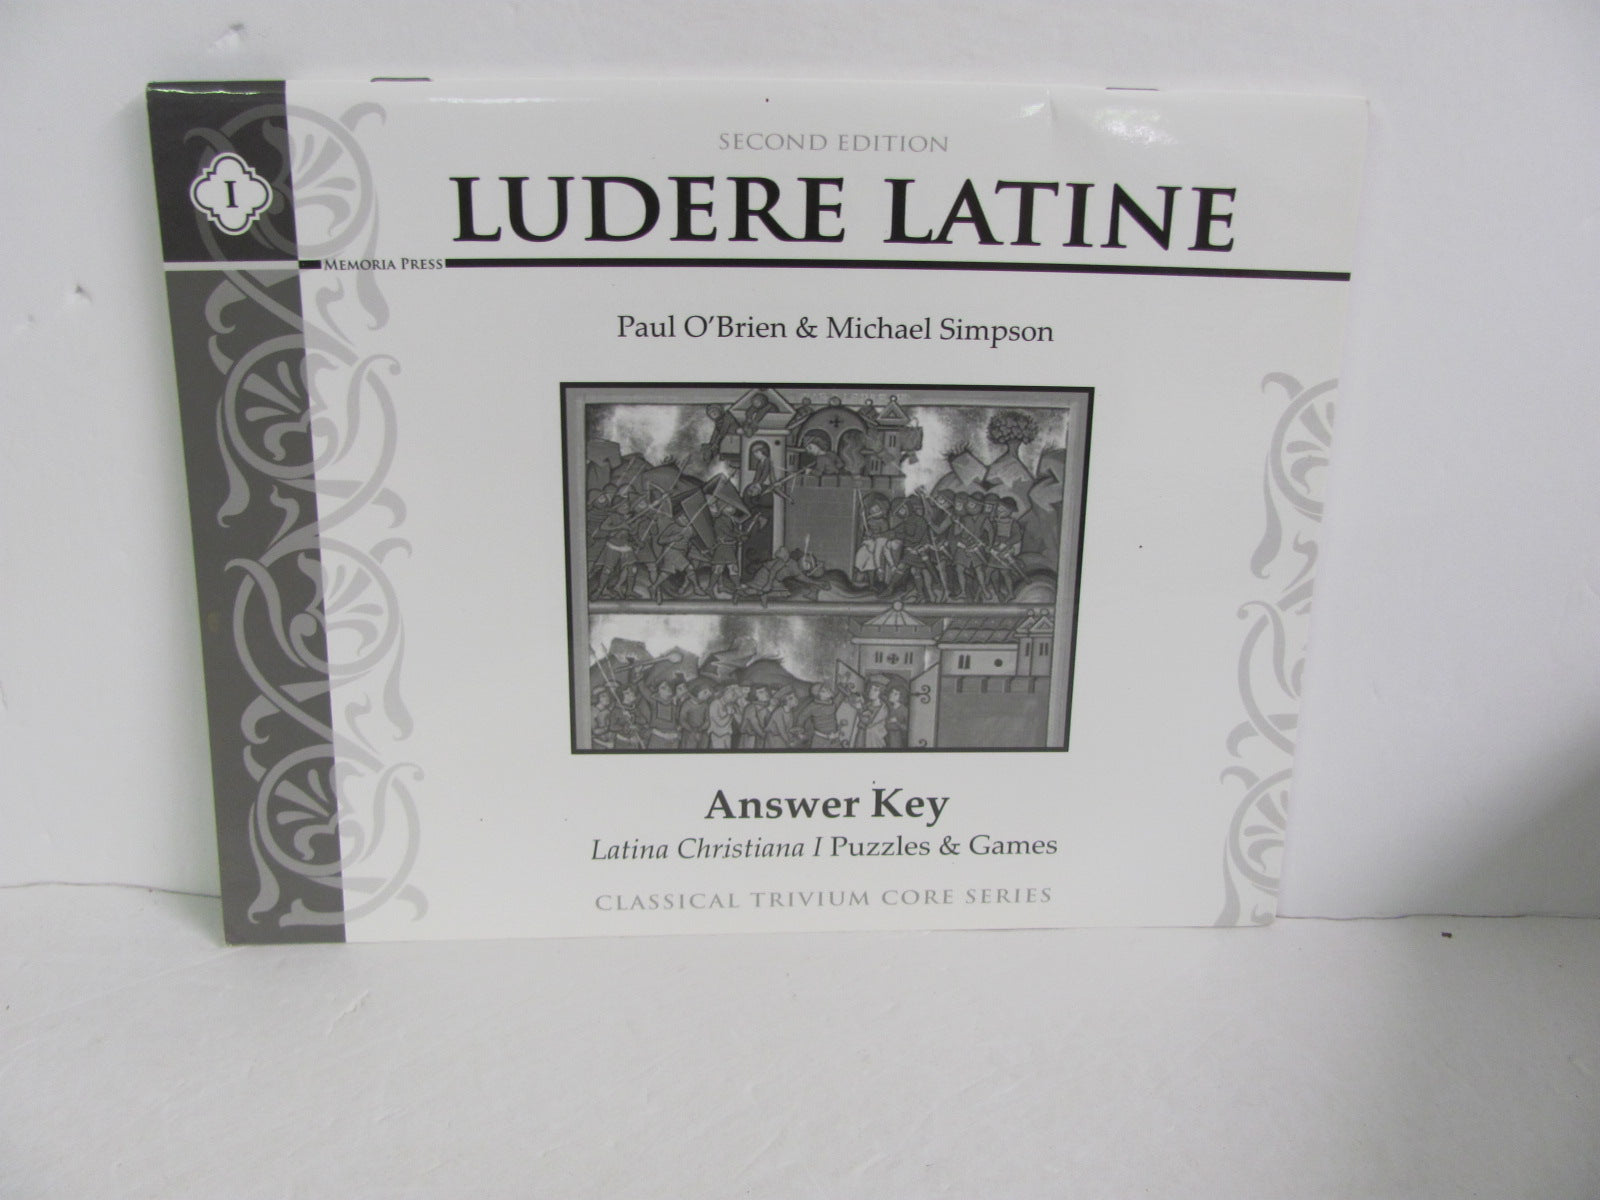 SECOND EDITION
I
LUDERE LATINE
MEMORIA PRESS
Paul O'Brien & Michael Simpson
Answer Key
Latina Christiana I Puzzles & Games
CLASSICAL TRIVIUM CORE SERIES